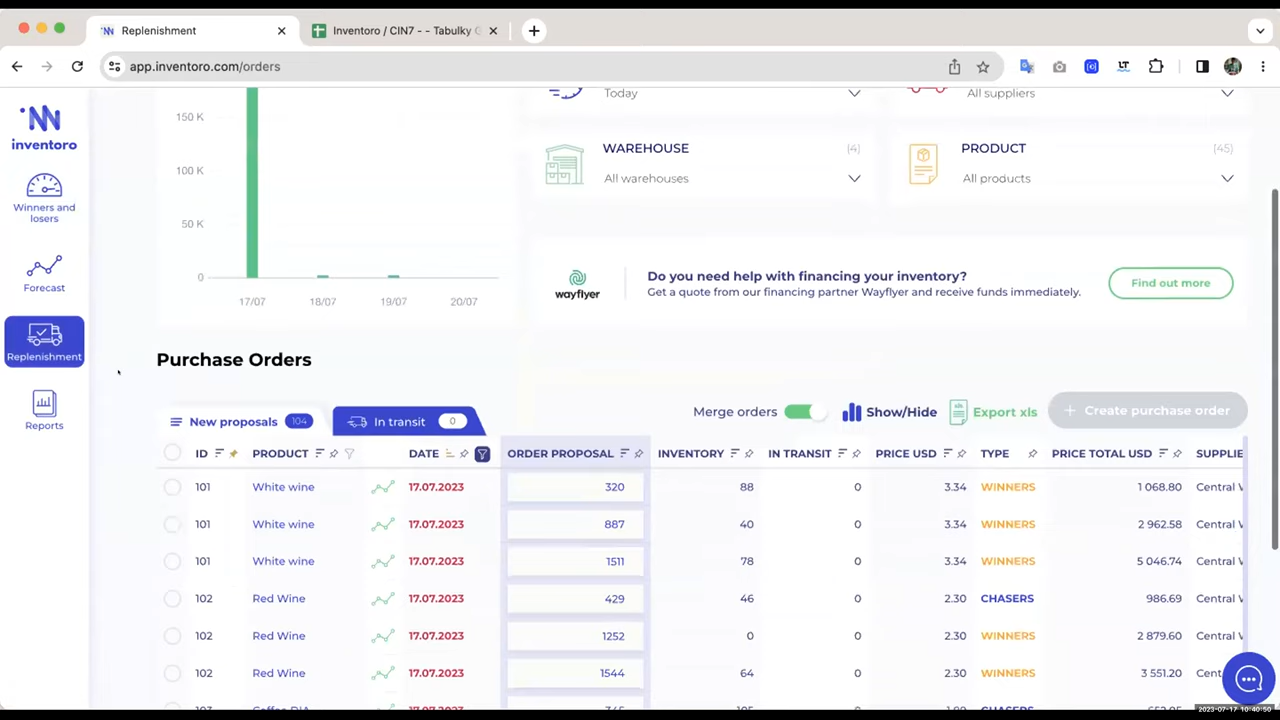 Replenishment
Inventoro / CIN7 - - Tabulky G
app.inventoro.com/orders
LT
inventoro
Winners and
losers
Forecast
Replenishment
Reports
150 K
100 K
50 K
0
17/07 18/07 19/07 20/07
Today
All suppliers
WAREHOUSE (4)
All warehouses
PRODUCT (45)
All products
wayflyer
Do you need help with financing your inventory?
Get a quote from our financing partner Wayflyer and receive funds immediately.
Find out more
Purchase Orders
New proposals 104
In transit 0
Merge orders
Show/Hide
Export xls
+ Create purchase order
ID PRODUCT DATE ORDER PROPOSAL INVENTORY IN TRANSIT PRICE USD TYPE PRICE TOTAL USD SUPPLIE
101 White wine 17.07.2023 320 88 0 3.34 WINNERS 1 068.80 Central W
101 White wine 17.07.2023 887 40 0 3.34 WINNERS 2 962.58 Central W
101 White wine 17.07.2023 1511 78 0 3.34 WINNERS 5 046.74 Central W
102 Red Wine 17.07.2023 429 46 0 2.30 CHASERS 986.69 Central W
102 Red Wine 17.07.2023 1252 0 0 2.30 WINNERS 2 879.60 Central W
102 Red Wine 17.07.2023 1544 64 0 2.30 WINNERS 3 551.20 Central W
2023-07-17 10:40:50